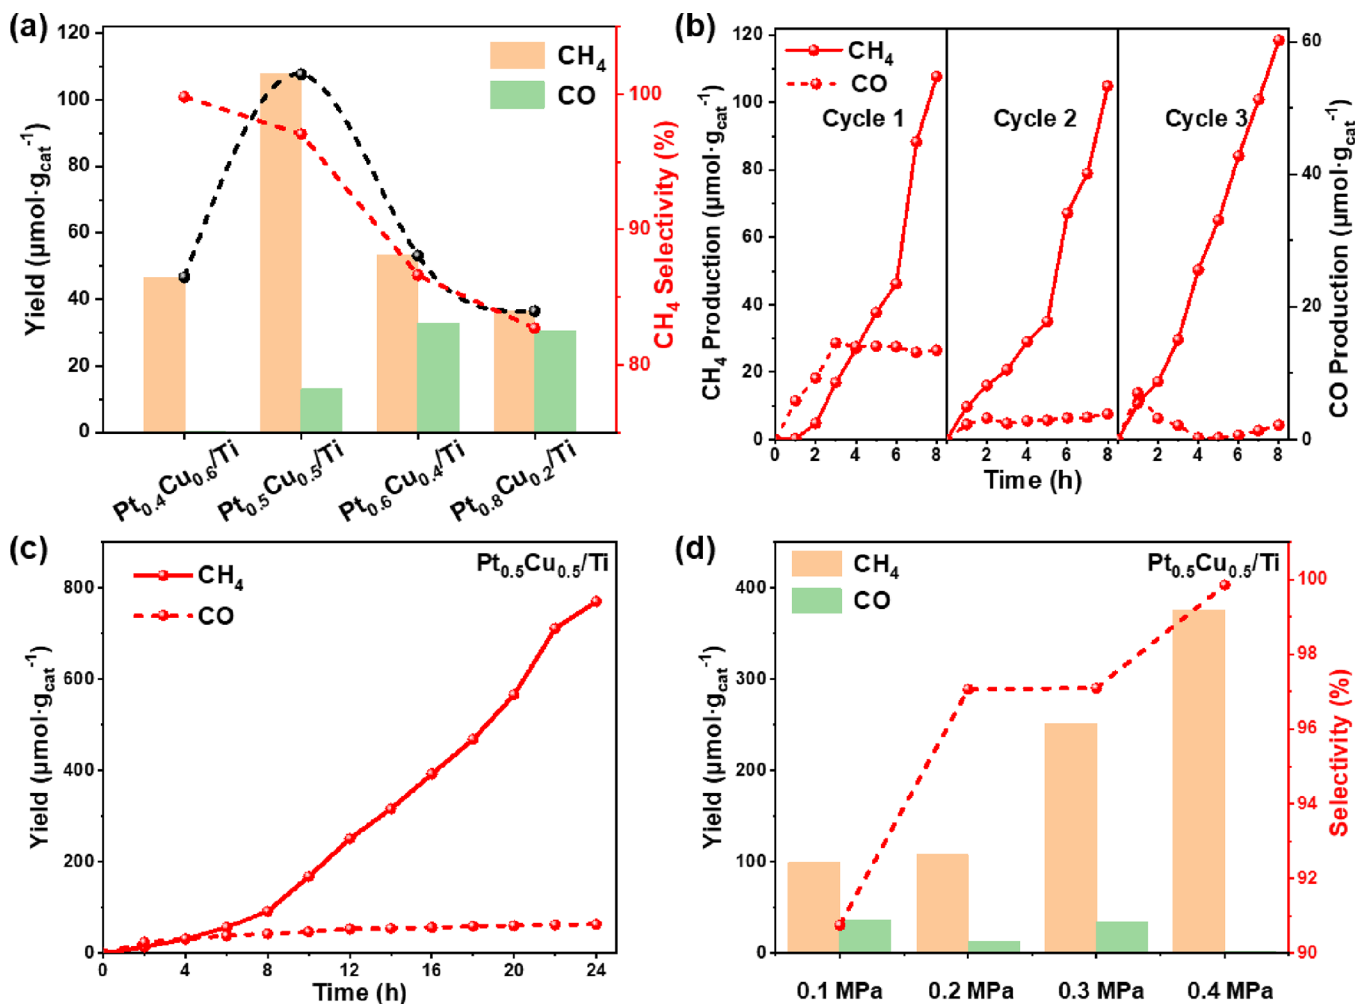 (a)
120
100
80
60
40
20
0
Yield (μmol·gcat⁻¹)
CH₄
CO
100
90
80
CH₄ Selectivity (%)
Pt₀.₄Cu₀.₆/Ti
Pt₀.₅Cu₀.₅/Ti
Pt₀.₆Cu₀.₄/Ti
Pt₀.₈Cu₀.₂/Ti
(b)
120
100
80
60
40
20
0
CH₄ Production (μmol·gcat⁻¹)
CH₄
CO
Cycle 1
Cycle 2
Cycle 3
60
40
20
0
CO Production (μmol·gcat⁻¹)
0 2 4 6 8 2 4 6 8 2 4 6 8
Time (h)
(c)
Pt₀.₅Cu₀.₅/Ti
CH₄
CO
800
600
400
200
0
Yield (μmol·gcat⁻¹)
0 4 8 12 16 20 24
Time (h)
(d)
CH₄
CO
Pt₀.₅Cu₀.₅/Ti
400
300
200
100
0
Yield (μmol·gcat⁻¹)
100
98
96
94
92
90
Selectivity (%)
0.1 MPa 0.2 MPa 0.3 MPa 0.4 MPa